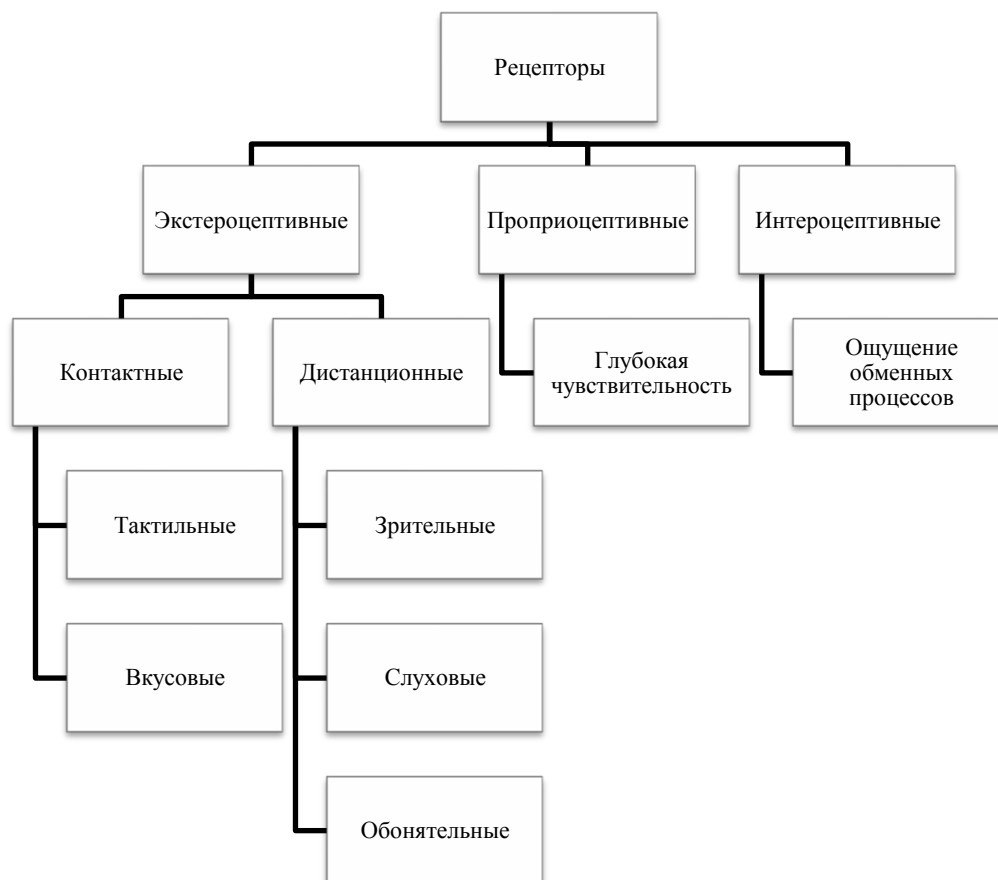 Рецепторы
Экстероцептивные
Проприоцептивные
Интероцептивные
Контактные
Дистанционные
Глубокая
чувствительность
Ощущение
обменных
процессов
Тактильные
Зрительные
Вкусовые
Слуховые
Обонятельные